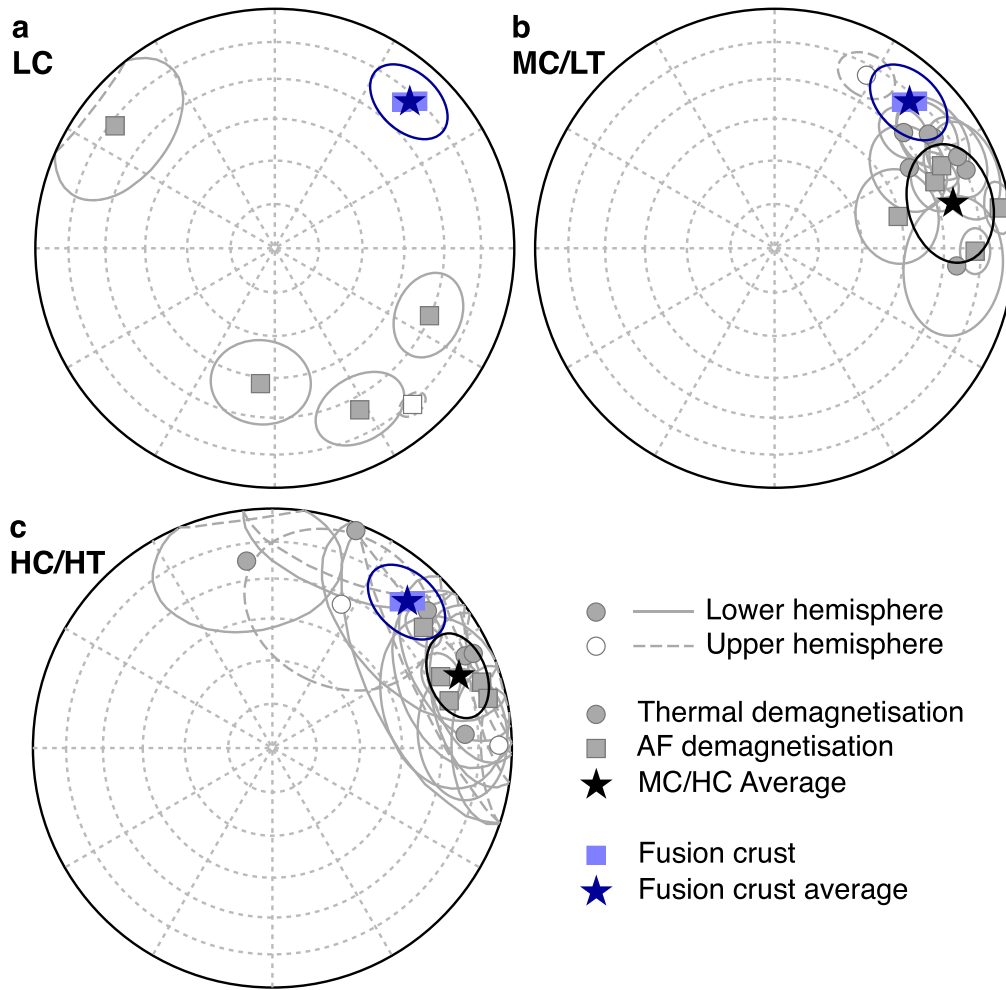 a
LC
b
MC/LT
c
HC/HT
Lower hemisphere
Upper hemisphere
Thermal demagnetisation
AF demagnetisation
MC/HC Average
Fusion crust
Fusion crust average